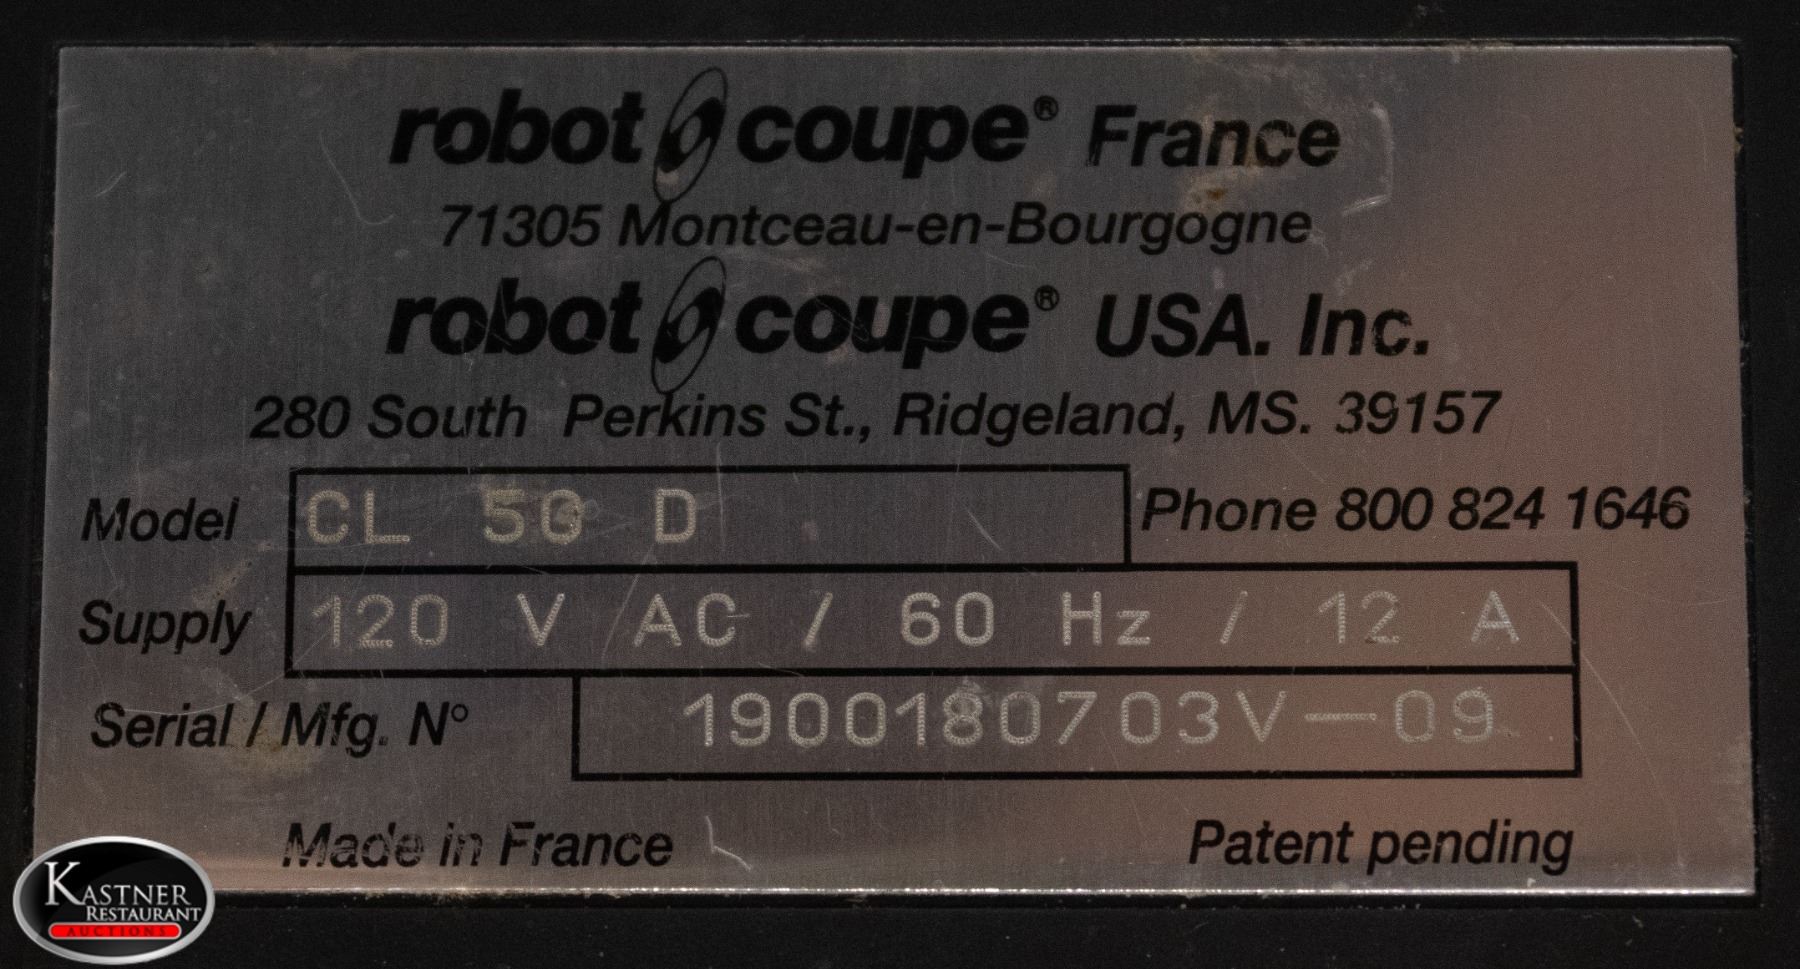 robot coupe® France
71305 Montceau-en-Bourgogne
robot coupe® USA. Inc.
280 South Perkins St., Ridgeland, MS. 39157
Model CL 50 D Phone 800 824 1646
Supply 120 V AC / 60 Hz / 12 A
Serial / Mfg. N° 1900180703V-09
Made in France Patent pending
KASTNER
RESTAURANT
AUCTIONS